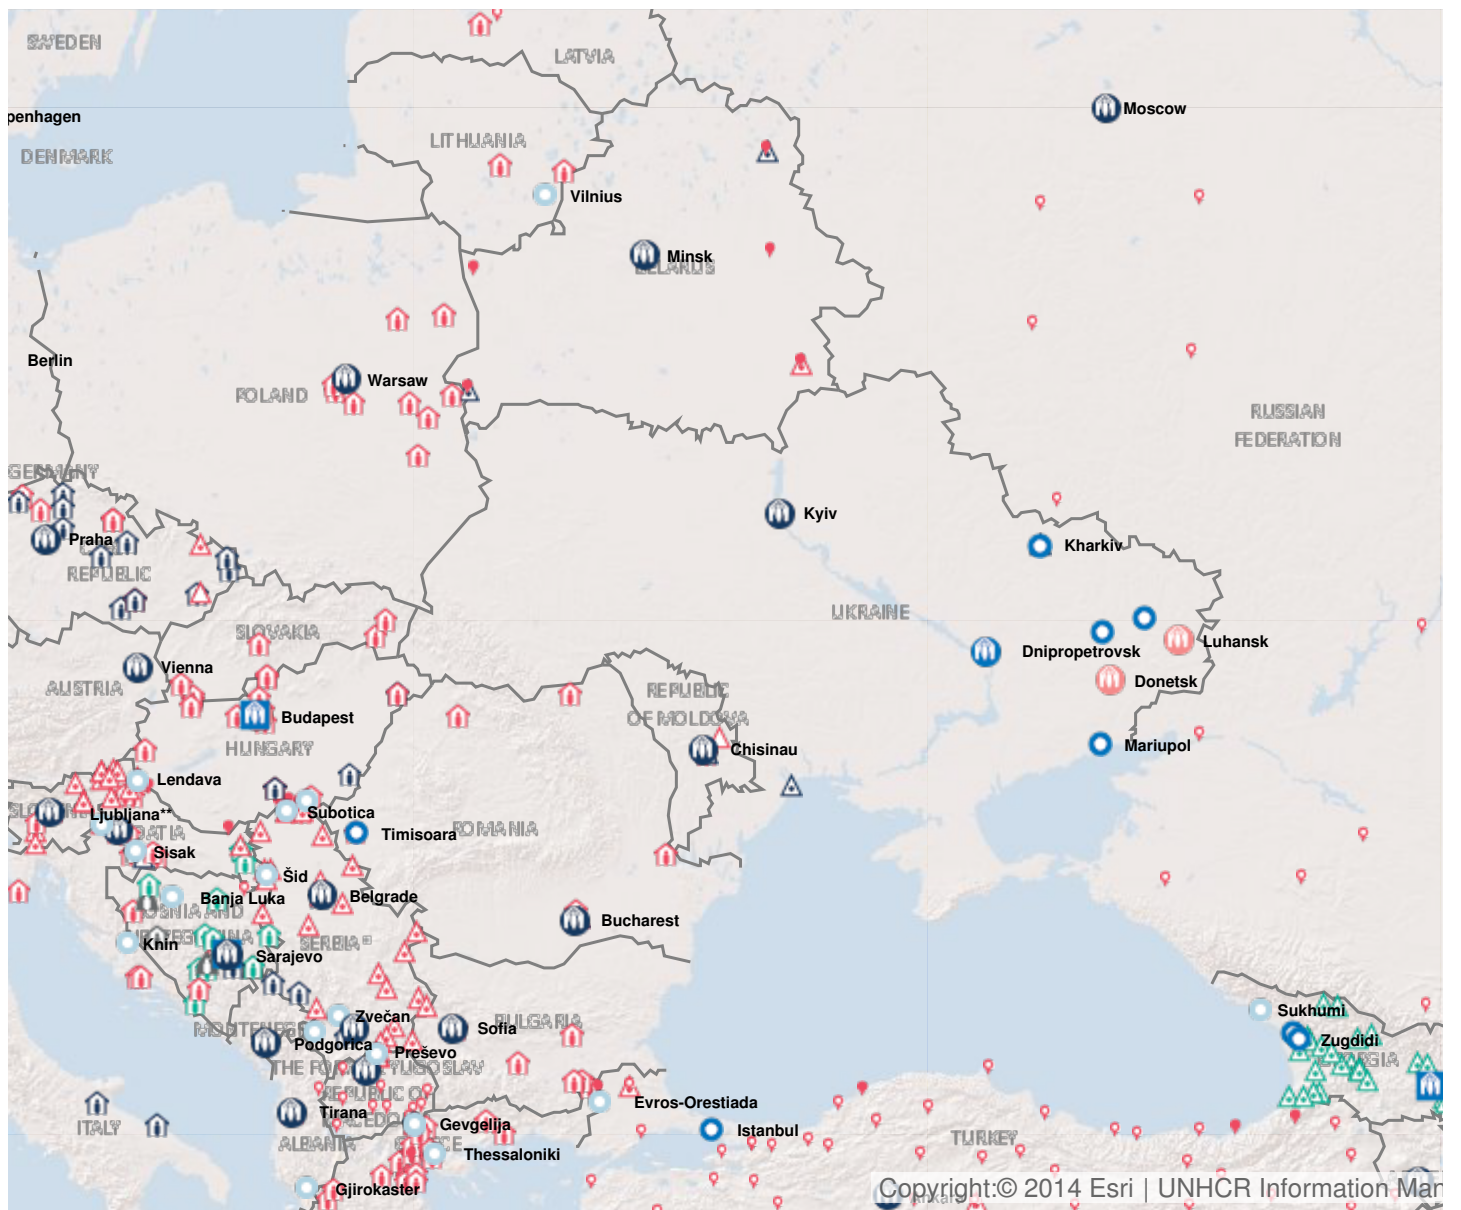 SWEDEN
LATVIA
Moscow
penhagen
LITHUANIA
DENMARK
Vilnius
Minsk
BELARUS
Berlin
Warsaw
POLAND
RUSSIAN
FEDERATION
GERMANY
Kyiv
Praha
Kharkiv
REPUBLIC
UKRAINE
SLOVAKIA
Luhansk
Dnipropetrovsk
Vienna
Donetsk
AUSTRIA
REPUBLIC
OF MOLDOVA
Budapest
HUNGARY
Chisinau
Mariupol
Lendava
Subotica
Ljubljana**
ROMANIA
Timisoara
Sisak
Šid
Banja Luka
Belgrade
Bucharest
Knin
SERBIA
Sarajevo
Sukhumi
Zvečan
BULGARIA
Sofia
Zugdidi
Podgorica
Preševo
GEORGIA
Evros-Orestiada
Tirana
ITALY
Gevgelija
Istanbul
TURKEY
ALBANIA
Thessaloniki
Gjirokaster
Copyright:© 2014 Esri | UNHCR Information Man
Ankara